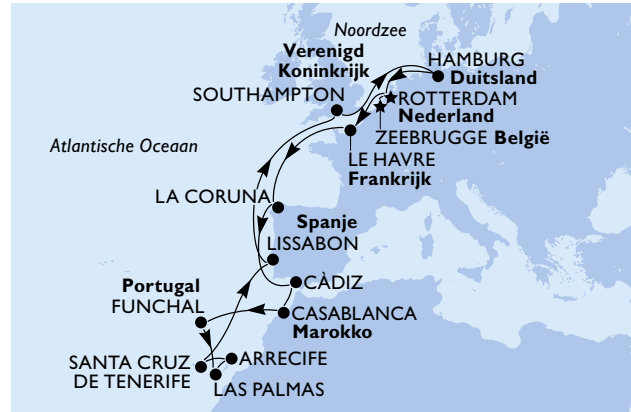 Noordzee
Verenigd
Koninkrijk
HAMBURG
Duitsland
SOUTHAMPTON
ROTTERDAM
Nederland
ZEEBRUGGE België
Atlantische Oceaan
LE HAVRE
Frankrijk
LA CORUNA
Spanje
LISSABON
Portugal
FUNCHAL
CÀDIZ
CASABLANCA
Marokko
SANTA CRUZ
DE TENERIFE
ARRECIFE
LAS PALMAS